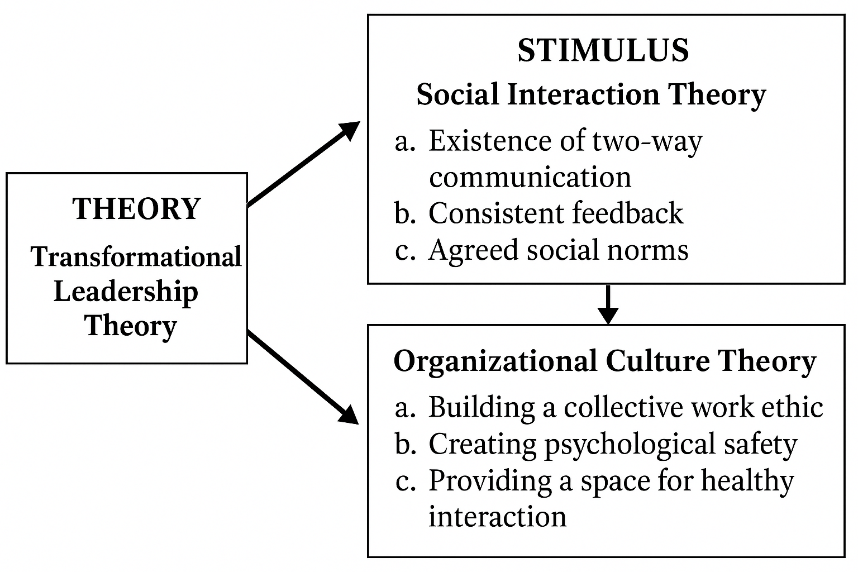 THEORY
Transformational
Leadership
Theory
STIMULUS
Social Interaction Theory
a. Existence of two-way
communication
b. Consistent feedback
c. Agreed social norms
Organizational Culture Theory
a. Building a collective work ethic
b. Creating psychological safety
c. Providing a space for healthy
interaction